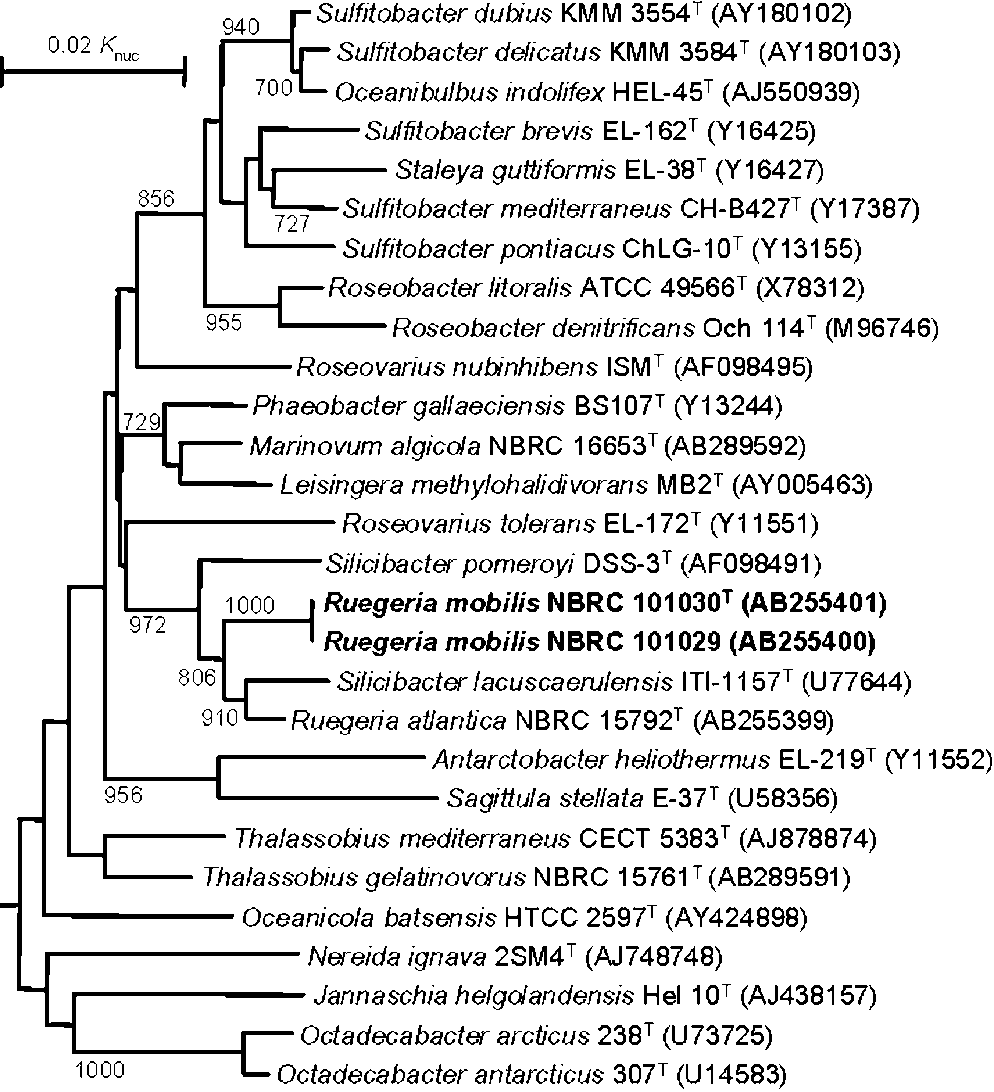 Sulfitobacter dubius KMM 3554T (AY180102)
940
0.02 Knuc
Sulfitobacter delicatus KMM 3584T (AY180103)
700
Oceanibulbus indolifex HEL-45T (AJ550939)
Sulfitobacter brevis EL-162T (Y16425)
Staleya guttiformis EL-38T (Y16427)
856
Sulfitobacter mediterraneus CH-B427T (Y17387)
727
Sulfitobacter pontiacus ChLG-10T (Y13155)
Roseobacter litoralis ATCC 49566T (X78312)
955
Roseobacter denitrificans Och 114T (M96746)
Roseovarius nubinhibens ISMT (AF098495)
Phaeobacter gallaeciensis BS107T (Y13244)
729
Marinovum algicola NBRC 16653T (AB289592)
Leisingera methylohalidivorans MB2T (AY005463)
Roseovarius tolerans EL-172T (Y11551)
Silicibacter pomeroyi DSS-3T (AF098491)
1000
Ruegeria mobilis NBRC 101030T (AB255401)
972
Ruegeria mobilis NBRC 101029 (AB255400)
806
Silicibacter lacuscaerulensis ITI-1157T (U77644)
910
Ruegeria atlantica NBRC 15792T (AB255399)
Antarctobacter heliothermus EL-219T (Y11552)
956
Sagittula stellata E-37T (U58356)
Thalassobius mediterraneus CECT 5383T (AJ878874)
Thalassobius gelatinovorus NBRC 15761T (AB289591)
Oceanicola batsensis HTCC 2597T (AY424898)
Nereida ignava 2SM4T (AJ748748)
Jannaschia helgolandensis Hel 10T (AJ438157)
Octadecabacter arcticus 238T (U73725)
1000
Octadecabacter antarcticus 307T (U14583)